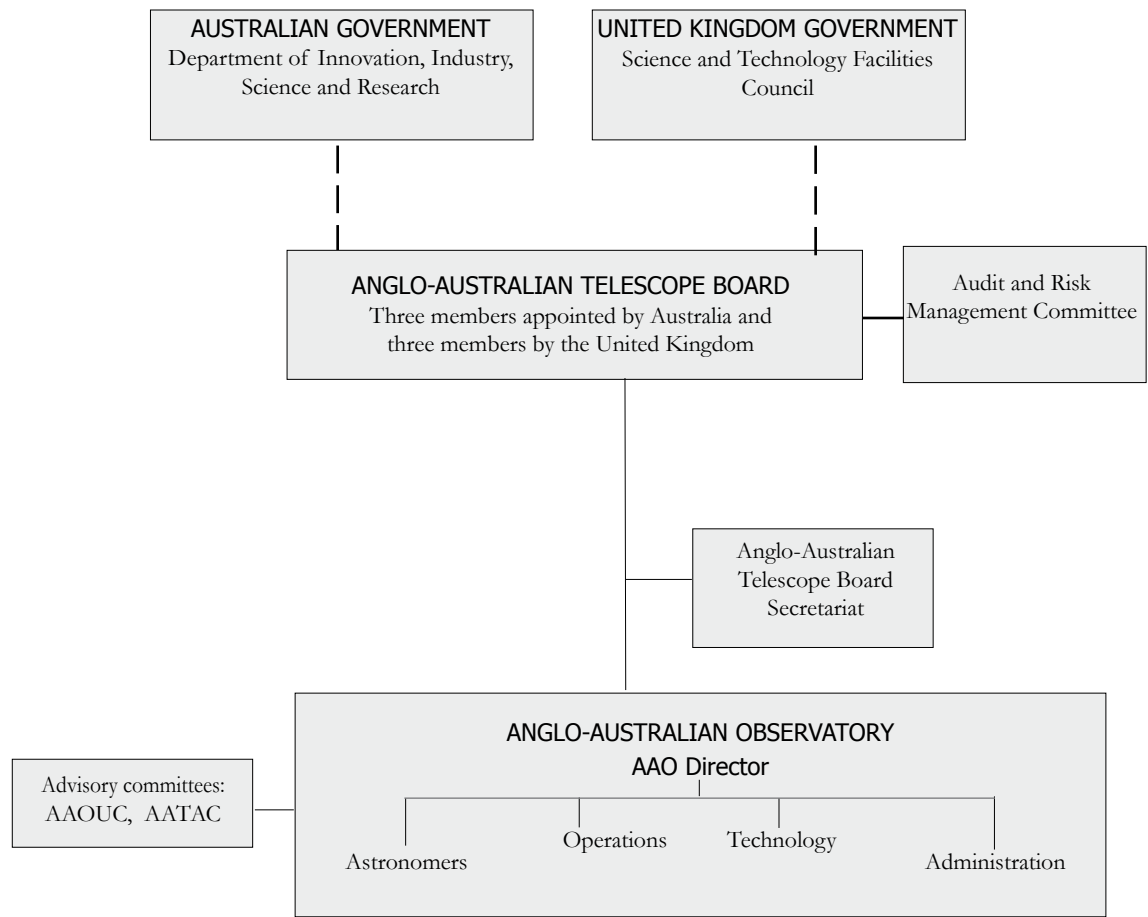 AUSTRALIAN GOVERNMENT
Department of Innovation, Industry,
Science and Research
UNITED KINGDOM GOVERNMENT
Science and Technology Facilities
Council
ANGLO-AUSTRALIAN TELESCOPE BOARD
Three members appointed by Australia and
three members by the United Kingdom
Audit and Risk
Management Committee
Anglo-Australian
Telescope Board
Secretariat
ANGLO-AUSTRALIAN OBSERVATORY
AAO Director
Advisory committees:
AAOUC, AATAC
Astronomers
Operations
Technology
Administration